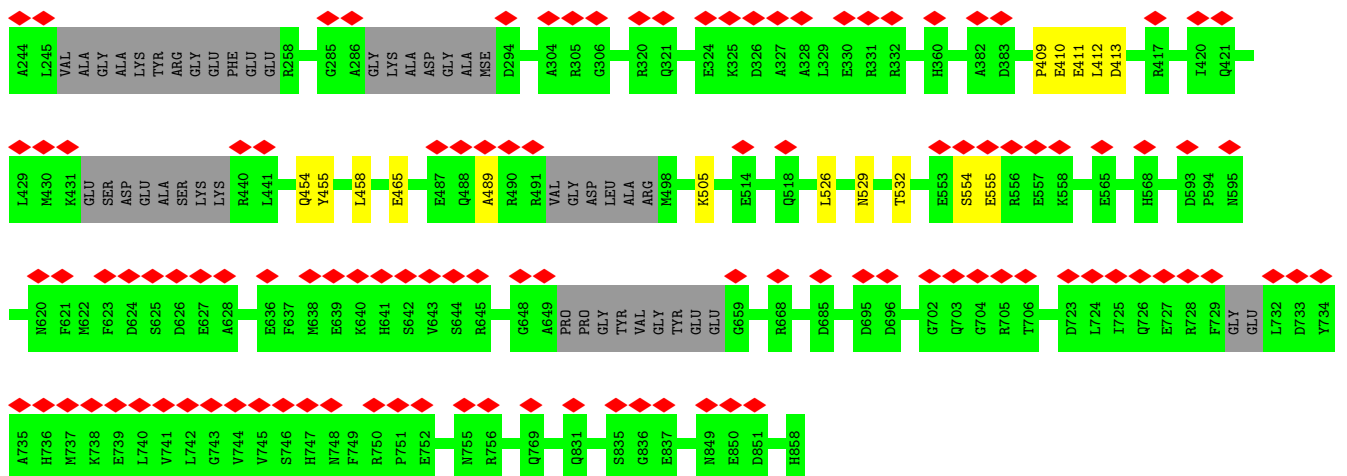 A244 L245 VAL ALA GLY ALA LYS TYR ARG GLY GLU PHE GLU GLU R258 G285 A286 GLY LYS ALA ASP GLY ALA MSE D294 A304 R305 G306 R320 Q321 E324 K325 D326 A327 A328 L329 E330 R331 R332 H360 A382 D383 P409 E410 E411 L412 D413 R417 I420 Q421
L429 M430 K431 GLU SER ASP GLU ALA SER LYS LYS R440 L441 Q454 Y455 L458 E465 E487 Q488 A489 R490 R491 VAL GLY ASP LEU ALA ARG M498 K505 E514 Q518 L526 N529 T532 E553 S554 E555 R556 E557 K558 E565 H568 D593 P594 N595
N620 F621 M622 F623 D624 S625 D626 E627 A628 E636 F637 M638 E639 K640 H641 S642 V643 S644 R645 G648 A649 PRO PRO GLY TYR VAL GLY TYR GLU GLU G659 R668 D685 D695 D696 G702 Q703 G704 R705 T706 D723 L724 I725 Q726 E727 R728 F729 GLY GLU L732 D733 Y734
A735 H736 M737 K738 E739 L740 V741 L742 G743 V744 V745 S746 H747 N748 F749 R750 P751 E752 N755 R756 Q769 Q831 S835 G836 E837 N849 E850 D851 H858